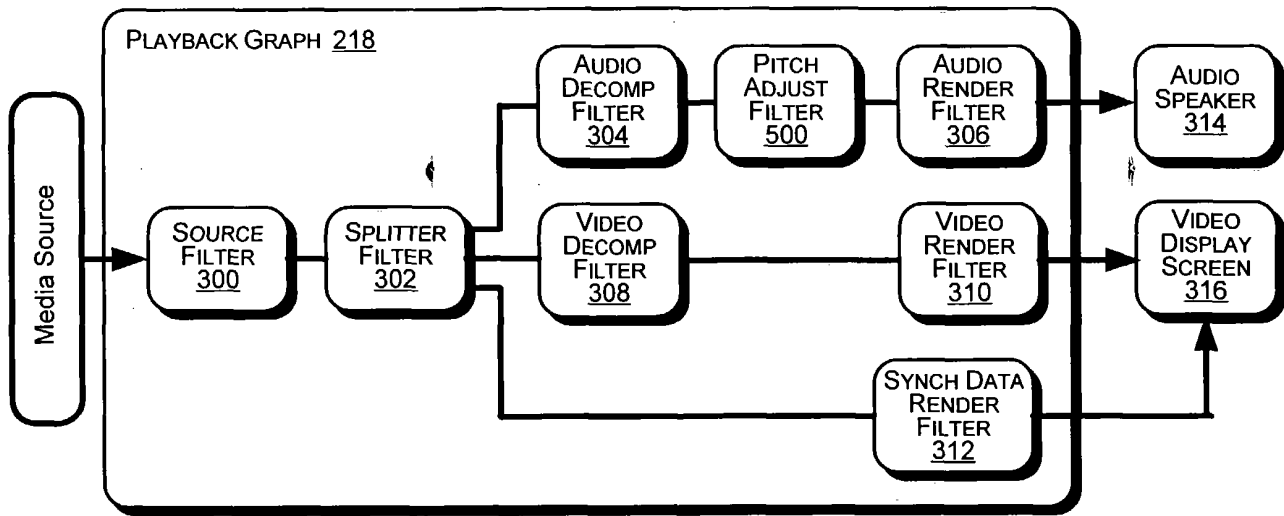 PLAYBACK GRAPH 218
Media Source
SOURCE
FILTER
300
SPLITTER
FILTER
302
AUDIO
DECOMP
FILTER
304
PITCH
ADJUST
FILTER
500
AUDIO
RENDER
FILTER
306
AUDIO
SPEAKER
314
VIDEO
DECOMP
FILTER
308
VIDEO
RENDER
FILTER
310
VIDEO
DISPLAY
SCREEN
316
SYNCH DATA
RENDER
FILTER
312